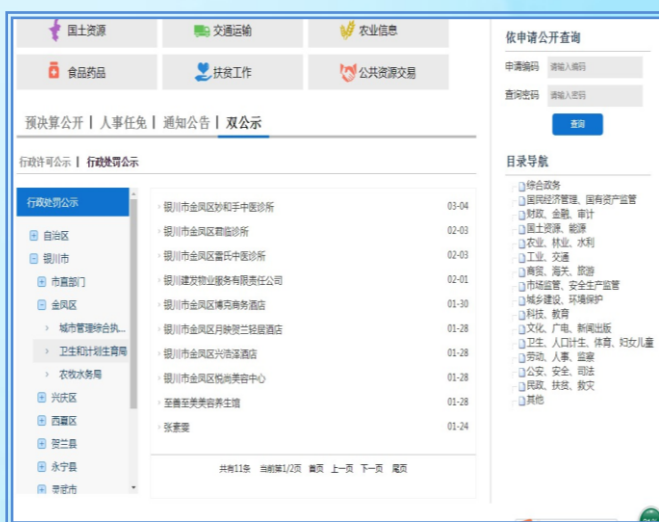 国土资源
交通运输
农业信息
食品药品
扶贫工作
公共资源交易
预决算公开 | 人事任免 | 通知公告 | 双公示
行政许可公示 | 行政处罚公示
行政处罚公示
自治区
银川市
市直部门
金凤区
城市管理综合执...
卫生和计划生育局
农牧水务局
兴庆区
西夏区
贺兰县
永宁县
灵武市
银川市金凤区妙和手中医诊所 03-04
银川市金凤区君临诊所 02-03
银川市金凤区雷氏中医诊所 02-03
银川建发物业服务有限责任公司 02-01
银川市金凤区博克商务酒店 01-30
银川市金凤区月映贺兰轻居酒店 01-28
银川市金凤区兴浩泽酒店 01-28
银川市金凤区悦尚美容中心 01-28
至善至美美容养生馆 01-28
张素雯 01-24
共有11条 当前第1/2页 首页 上一页 下一页 尾页
依申请公开查询
申请编码 请输入编码
查询密码 请输入密码
查询
目录导航
综合政务
国民经济管理、国有资产监管
财政、金融、审计
国土资源、能源
农业、林业、水利
工业、交通
商贸、海关、旅游
市场监管、安全生产监管
城乡建设、环境保护
科技、教育
文化、广电、新闻出版
卫生、人口计生、体育、妇女儿童
劳动、人事、监察
公安、安全、司法
民政、扶贫、救灾
其他